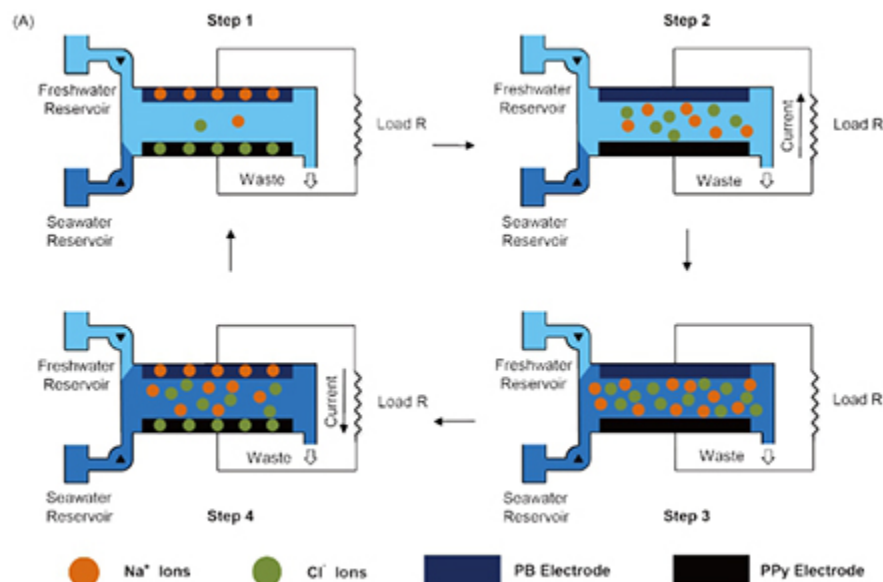 (A)
Step 1
Freshwater
Reservoir
Load R
Waste
Seawater
Reservoir
Step 2
Freshwater
Reservoir
Current
Load R
Waste
Seawater
Reservoir
Freshwater
Reservoir
Current
Load R
Waste
Seawater
Reservoir
Step 4
Freshwater
Reservoir
Load R
Waste
Seawater
Reservoir
Step 3
Na⁺ Ions
Cl⁻ Ions
PB Electrode
PPy Electrode